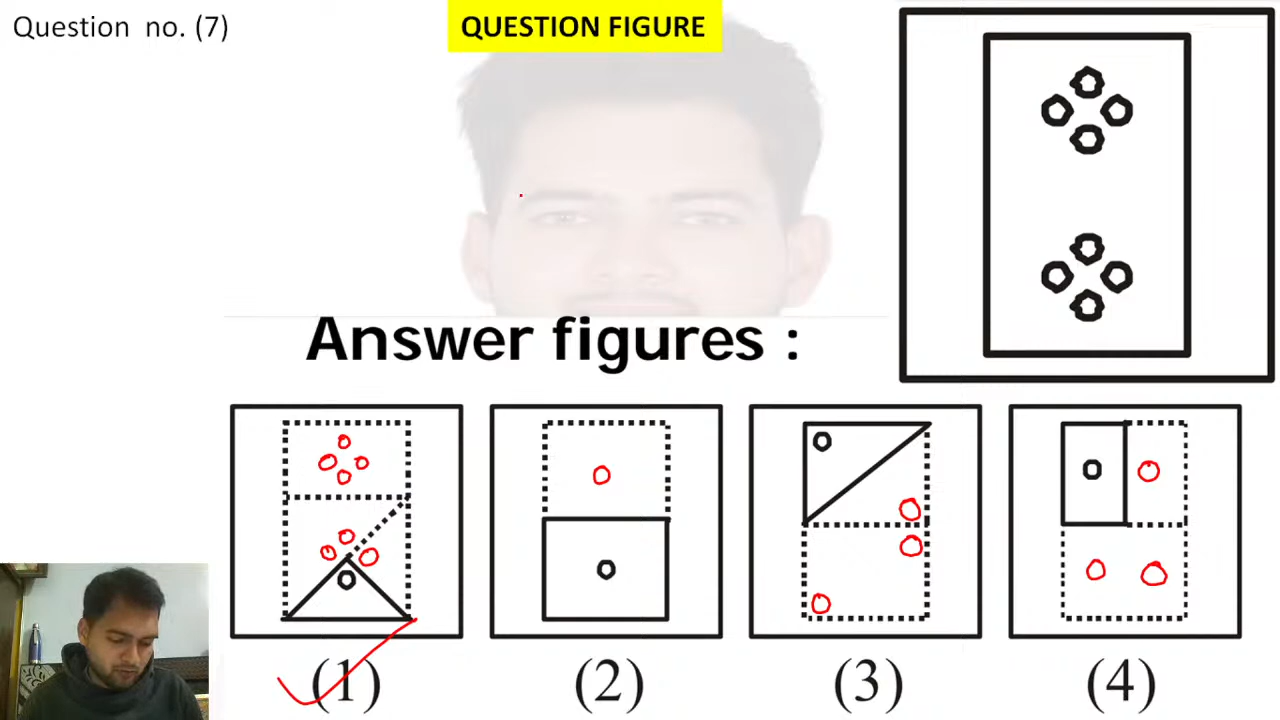 Question no. (7)
QUESTION FIGURE
Answer figures :
(1)
(2)
(3)
(4)